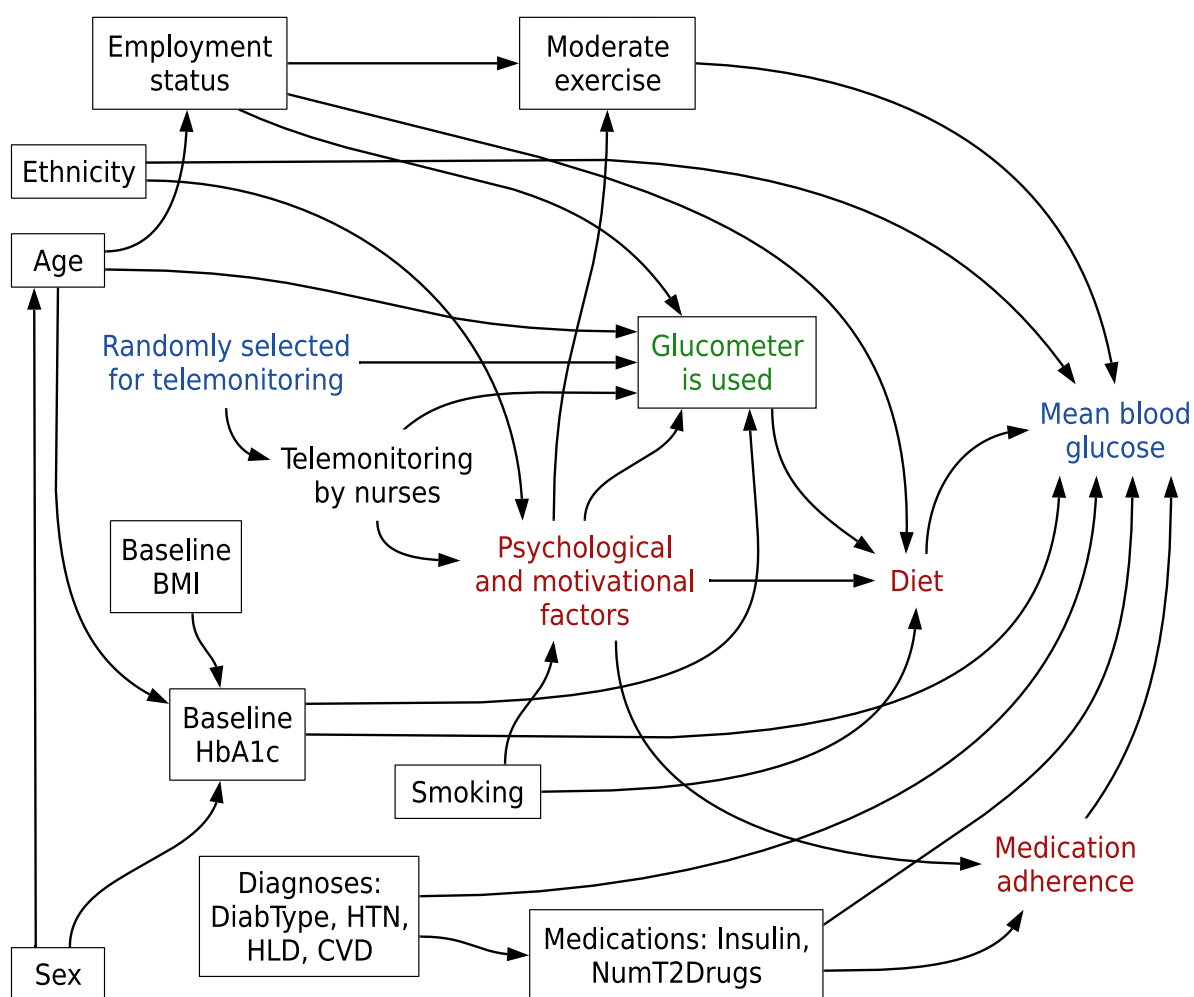 Employment
status
Moderate
exercise
Ethnicity
Age
Randomly selected
for telemonitoring
Glucometer
is used
Mean blood
glucose
Telemonitoring
by nurses
Baseline
BMI
Psychological
and motivational
factors
Diet
Baseline
HbA1c
Smoking
Medication
adherence
Diagnoses:
DiabType, HTN,
HLD, CVD
Medications: Insulin,
NumT2Drugs
Sex